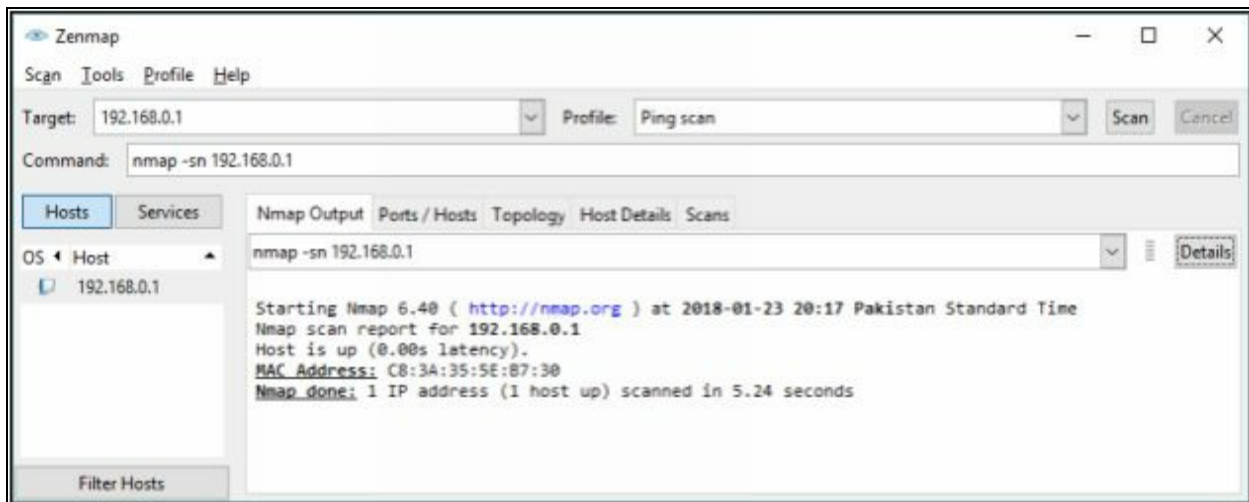 Zenmap
Scan Tools Profile Help
Target: 192.168.0.1 Profile: Ping scan Scan Cancel
Command: nmap -sn 192.168.0.1
Hosts Services
Nmap Output Ports / Hosts Topology Host Details Scans
OS Host
nmap -sn 192.168.0.1 Details
192.168.0.1
Starting Nmap 6.40 ( http://nmap.org ) at 2018-01-23 20:17 Pakistan Standard Time
Nmap scan report for 192.168.0.1
Host is up (0.00s latency).
MAC Address: C8:3A:35:5E:B7:30
Nmap done: 1 IP address (1 host up) scanned in 5.24 seconds
Filter Hosts